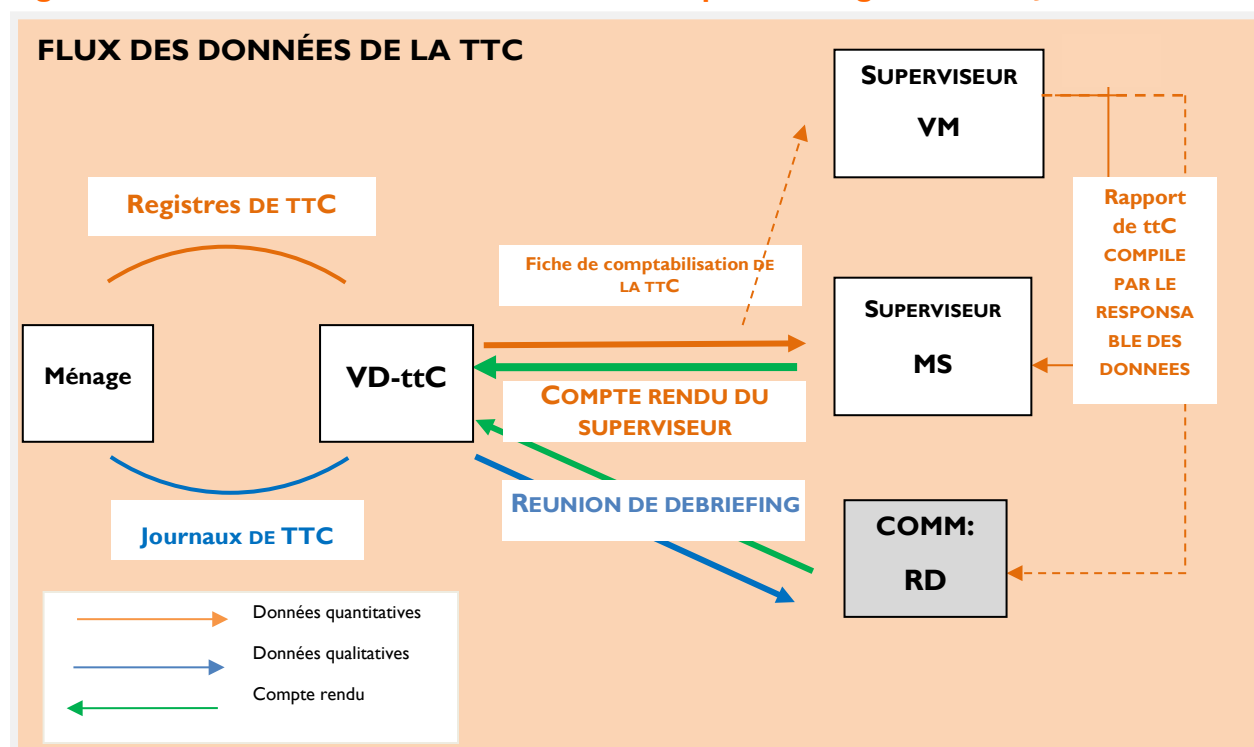 FLUX DES DONNÉES DE LA TTC
SUPERVISEUR
VM
Registres DE TTC
Rapport
de ttC
COMPILE
PAR LE
RESPONSA
BLE DES
DONNEES
Fiche de comptabilisation DE
LA TTC
SUPERVISEUR
MS
Ménage
VD-ttC
COMPTE RENDU DU
SUPERVISEUR
REUNION DE DEBRIEFING
Journaux DE TTC
COMM:
RD
Données quantitatives
Données qualitatives
Compte rendu